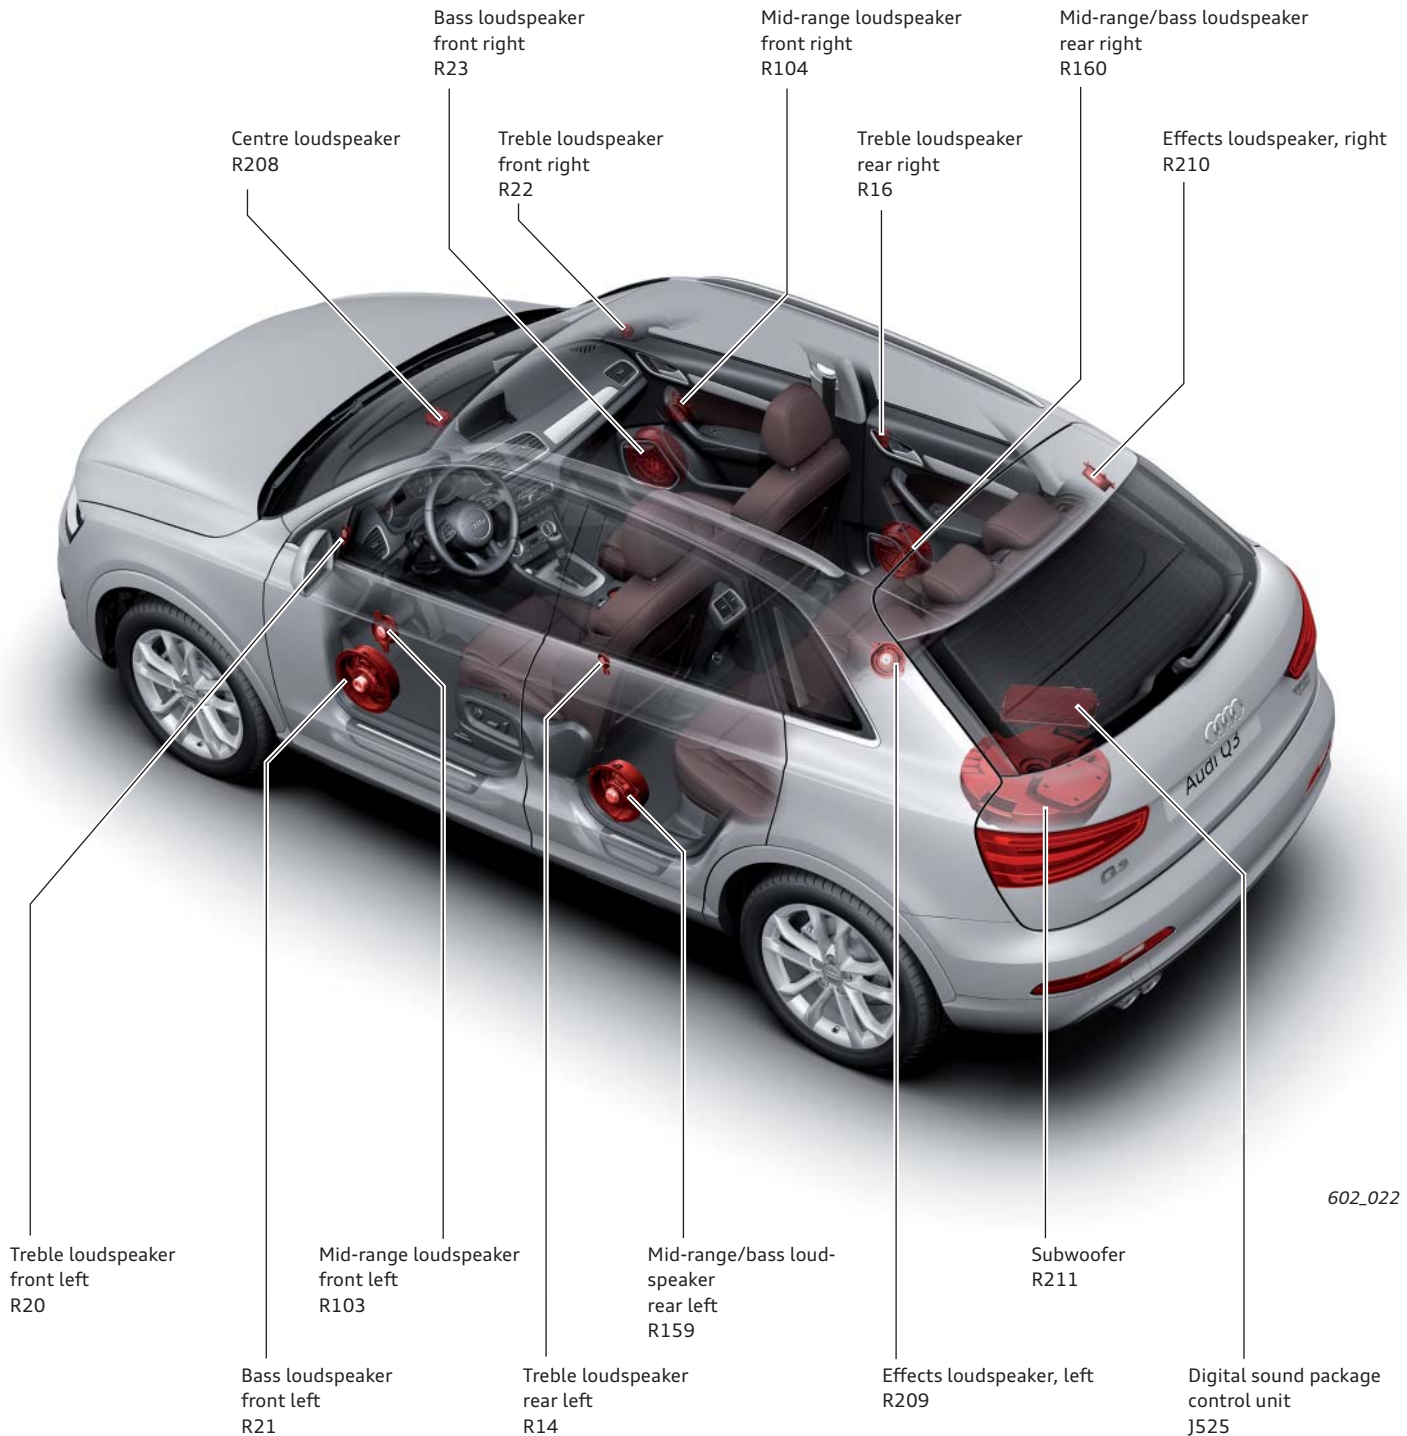 Bass loudspeaker
front right
R23
Mid-range loudspeaker
front right
R104
Mid-range/bass loudspeaker
rear right
R160
Centre loudspeaker
R208
Treble loudspeaker
front right
R22
Treble loudspeaker
rear right
R16
Effects loudspeaker, right
R210
Audi Q3
Q3
602_022
Treble loudspeaker
front left
R20
Mid-range loudspeaker
front left
R103
Mid-range/bass loud-
speaker
rear left
R159
Subwoofer
R211
Bass loudspeaker
front left
R21
Treble loudspeaker
rear left
R14
Effects loudspeaker, left
R209
Digital sound package
control unit
J525